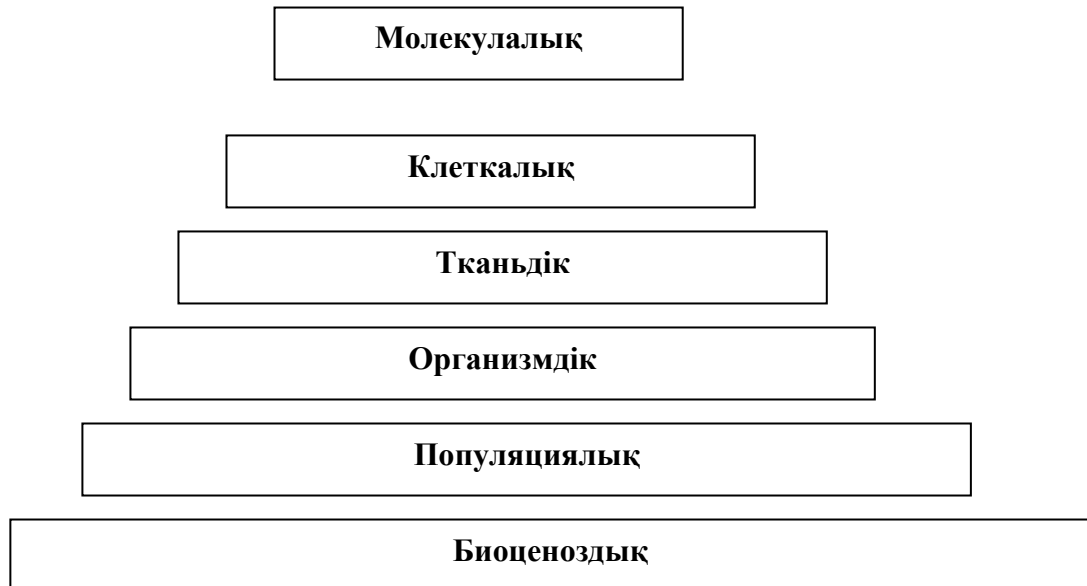 Молекулалық
Клеткалық
Тканьдік
Организмдік
Популяциялық
Биоценоздық